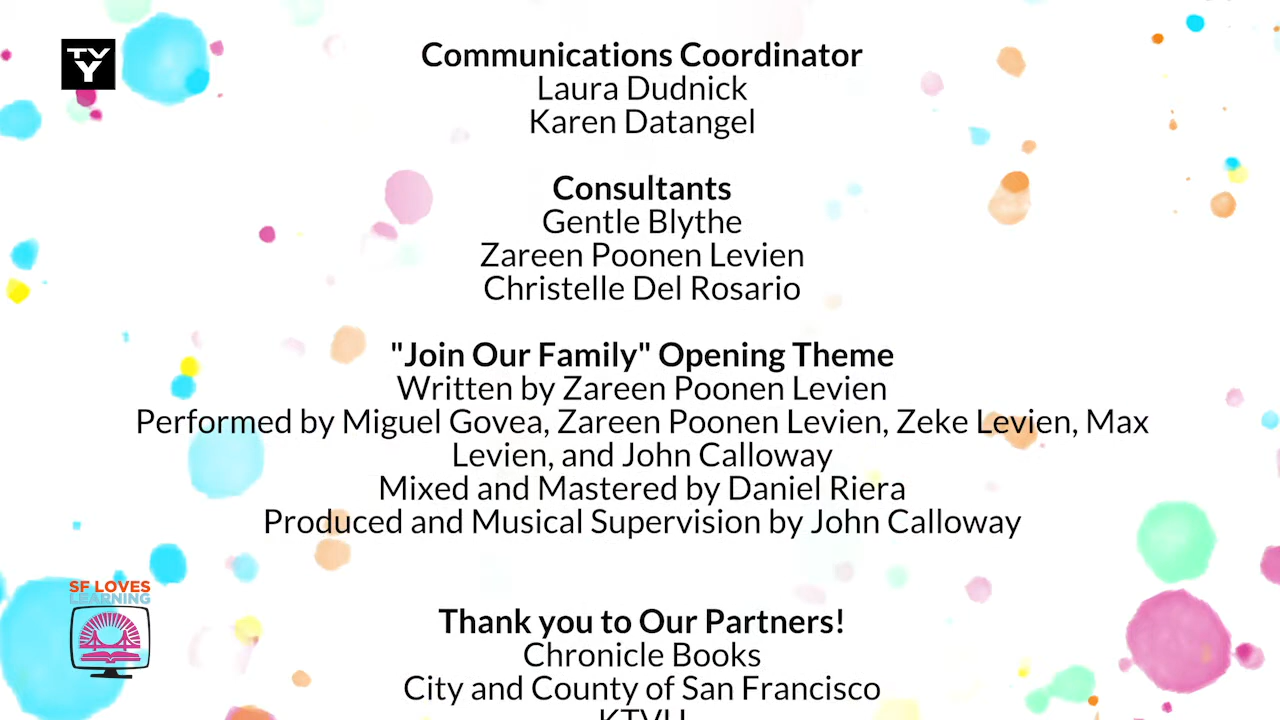 TV
Y
Communications Coordinator
Laura Dudnick
Karen Datangel
Consultants
Gentle Blythe
Zareen Poonen Levien
Christelle Del Rosario
"Join Our Family" Opening Theme
Written by Zareen Poonen Levien
Performed by Miguel Govea, Zareen Poonen Levien, Zeke Levien, Max
Levien, and John Calloway
Mixed and Mastered by Daniel Riera
Produced and Musical Supervision by John Calloway
SF LOVES
LEARNING
Thank you to Our Partners!
Chronicle Books
City and County of San Francisco
KTVU